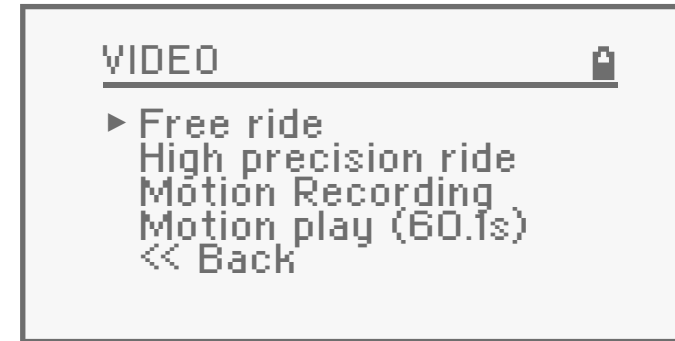 VIDEO
► Free ride
High precision ride
Motion Recording
Motion play (60.1s)
<< Back